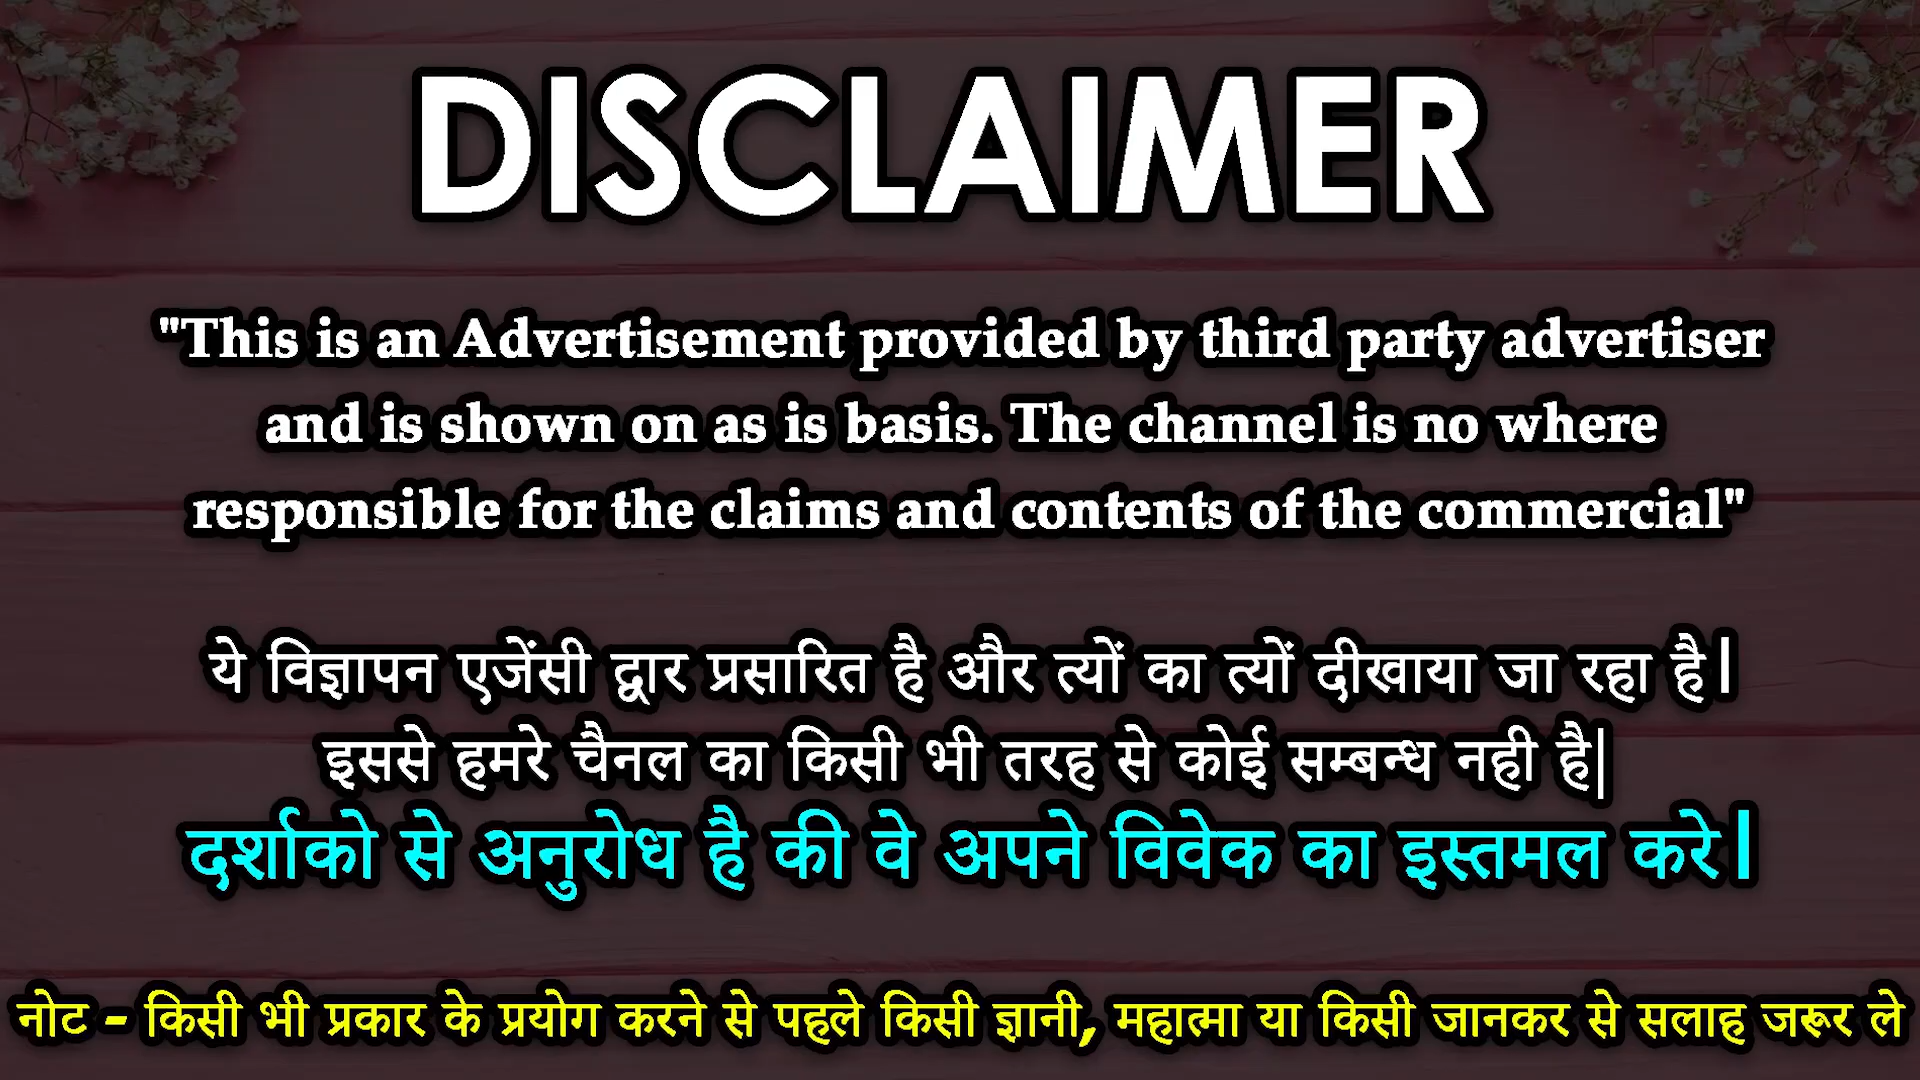 DISCLAIMER
"This is an Advertisement provided by third party advertiser
and is shown on as is basis. The channel is no where
responsible for the claims and contents of the commercial"
ये विज्ञापन एजेंसी द्वार प्रसारित है और त्यों का त्यों दीखाया जा रहा है।
इससे हमरे चैनल का किसी भी तरह से कोई सम्बन्ध नही है|
दर्शाको से अनुरोध है की वे अपने विवेक का इस्तमल करे।
नोट - किसी भी प्रकार के प्रयोग करने से पहले किसी ज्ञानी, महात्मा या किसी जानकर से सलाह जरूर ले